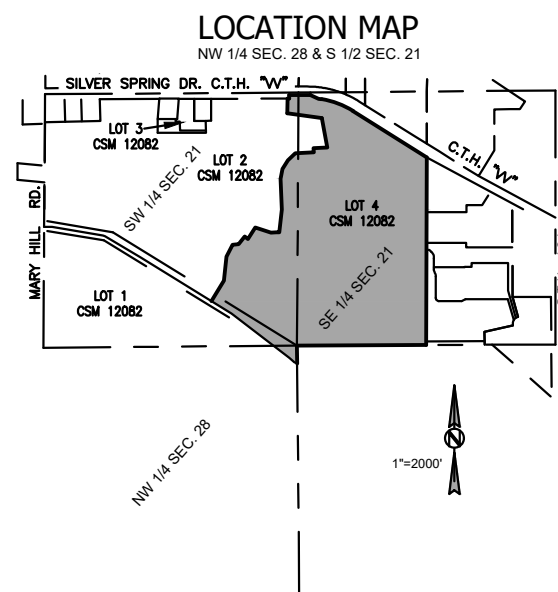 LOCATION MAP
NW 1/4 SEC. 28 & S 1/2 SEC. 21
SILVER SPRING DR. C.T.H. "VV"
LOT 3
CSM 12082
LOT 2
CSM 12082
SW 1/4 SEC. 21
C.T.H. "VV"
LOT 4
CSM 12082
MARY HILL RD.
SE 1/4 SEC. 21
LOT 1
CSM 12082
NW 1/4 SEC. 28
N
1"=2000'